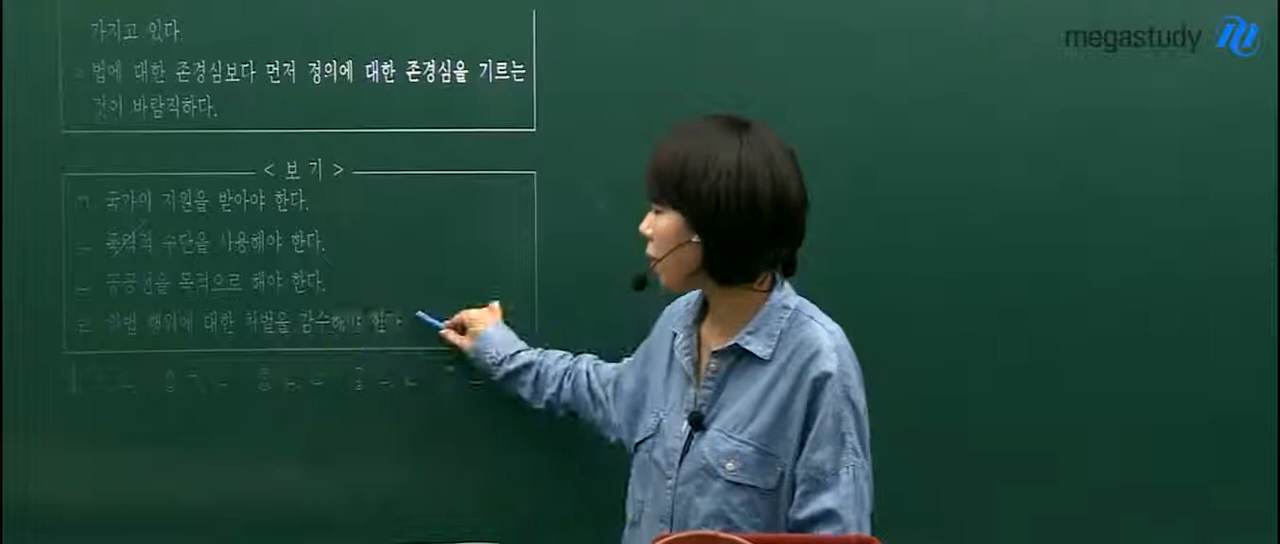 가지고 있다.
법에 대한 존경심보다 먼저 정의에 대한 존경심을 기르는
것이 바람직하다.
< 보 기 >
ㄱ. 국가의 지원을 받아야 한다.
ㄴ. 폭력적 수단을 사용해야 한다.
ㄷ. 공공선을 목적으로 해야 한다.
ㄹ. 위법 행위에 대한 처벌을 감수해야 한다.
megastudy